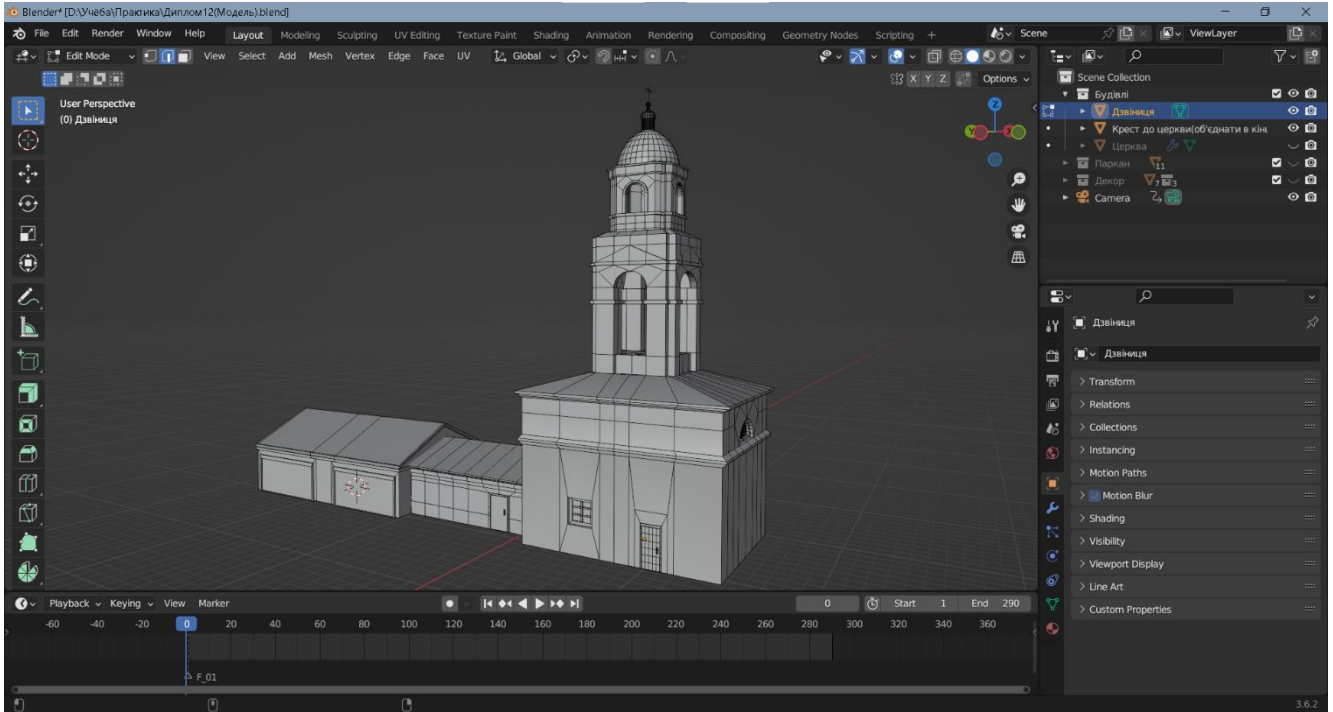 Blender* [D:\Учёба\Практика\Диплом12(Модель).blend]
File Edit Render Window Help Layout Modeling Sculpting UV Editing Texture Paint Shading Animation Rendering Compositing Geometry Nodes Scripting + Scene ViewLayer
Edit Mode View Select Add Mesh Vertex Edge Face UV Global
X Y Z Options
User Perspective
(0) Дзвіниця
Z
Y
X
Scene Collection
Будівлі
Дзвіниця
Крест до церкви(об'єднати в кінц
Церква
Паркан 11
Декор 7 3
Camera
Дзвіниця
Дзвіниця
Transform
Relations
Collections
Instancing
Motion Paths
Motion Blur
Shading
Visibility
Viewport Display
Line Art
Custom Properties
Playback Keying View Marker 0 Start 1 End 290
-60 -40 -20 0 20 40 60 80 100 120 140 160 180 200 220 240 260 280 300 320 340 360
F_01
3.6.2